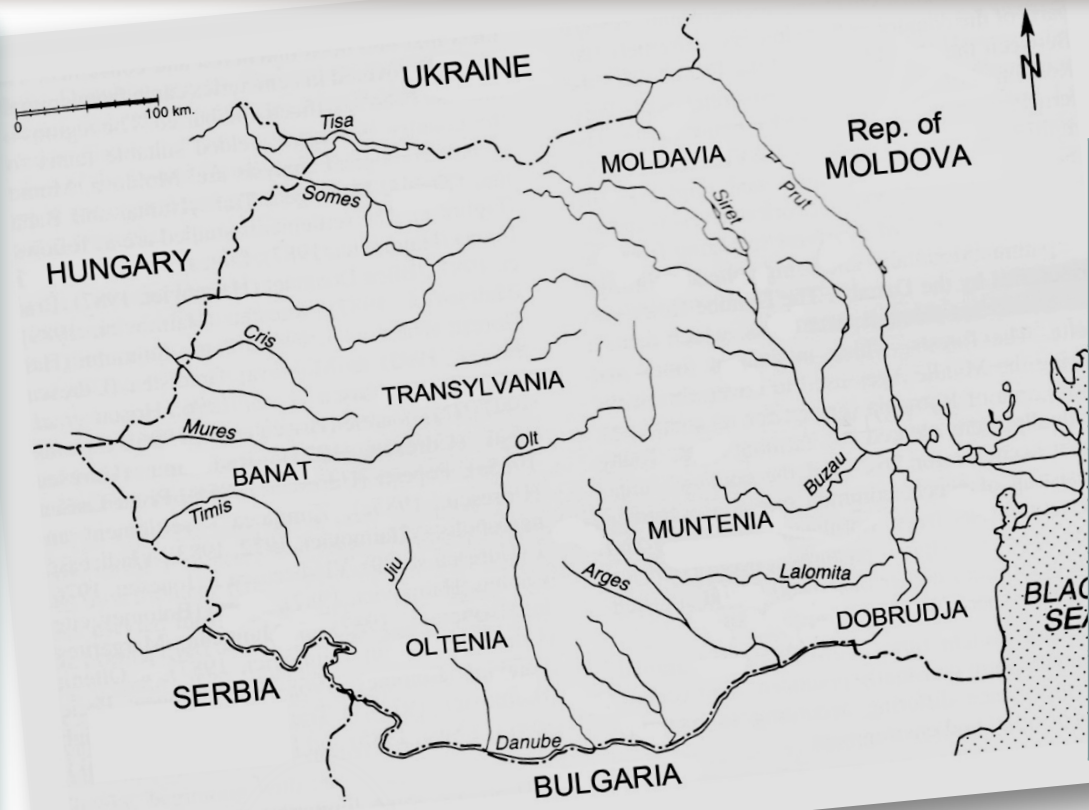 UKRAINE
N
0
100 km.
Tisa
Rep. of
MOLDOVA
MOLDAVIA
Somes
Siret
Prut
HUNGARY
Cris
TRANSYLVANIA
Mures
Olt
BANAT
Buzau
Timis
MUNTENIA
Jiu
Arges
Lalomita
BLAC
SEA
DOBRUDJA
OLTENIA
SERBIA
Danube
BULGARIA